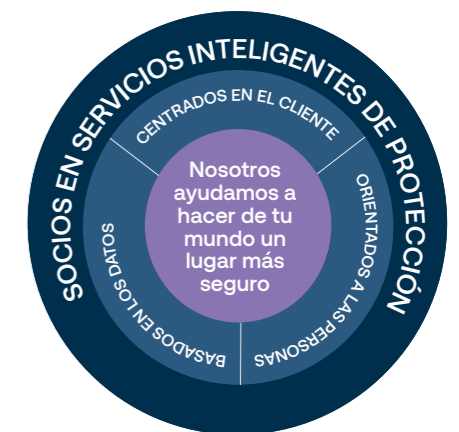 SOCIOS EN SERVICIOS INTELIGENTES DE PROTECCIÓN
CENTRADOS EN EL CLIENTE
ORIENTADOS A LAS PERSONAS
BASADOS EN LOS DATOS
Nosotros
ayudamos a
hacer de tu
mundo un
lugar más
seguro